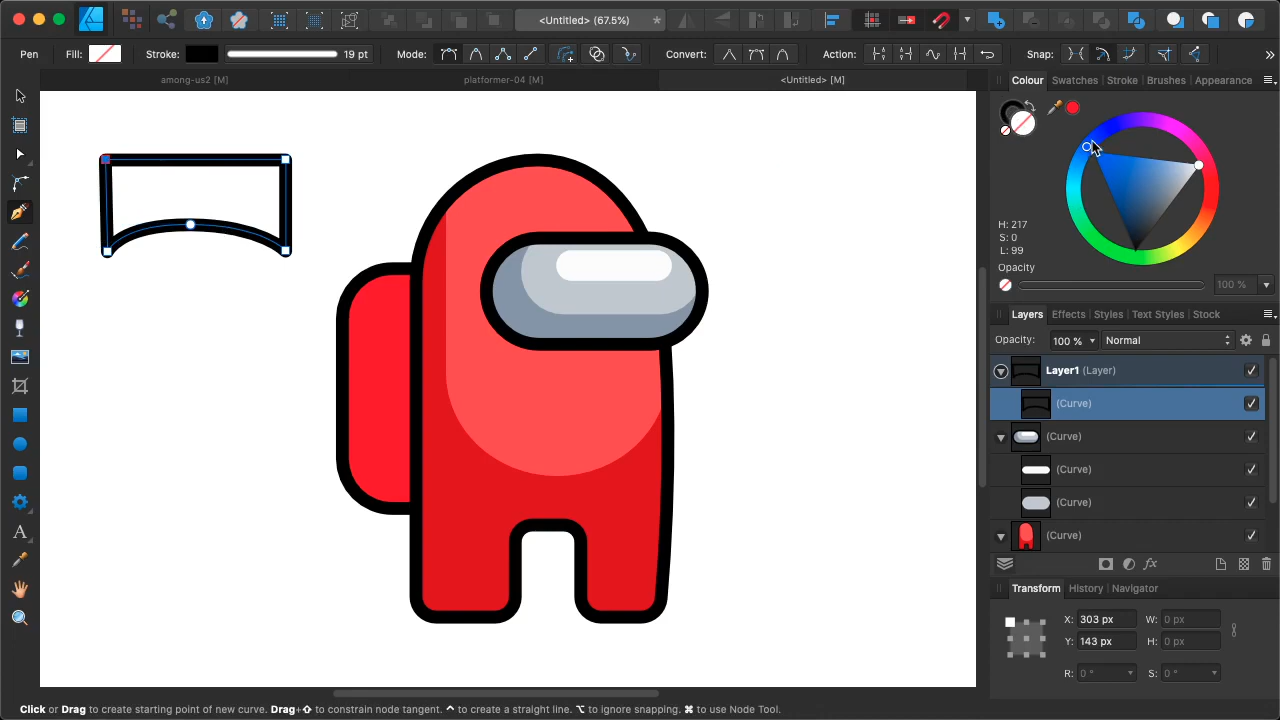 <Untitled> (67.5%) *
Pen Fill: Stroke: 19 pt Mode: Convert: Action: Snap: »
among-us2 [M] platformer-04 [M] <Untitled> [M]
Colour Swatches Stroke Brushes Appearance
H: 217
S: 0
L: 99
Opacity
100 %
Layers Effects Styles Text Styles Stock
Opacity: 100 % Normal
Layer1 (Layer)
(Curve)
(Curve)
(Curve)
(Curve)
(Curve)
fx
Transform History Navigator
X: 303 px W: 0 px
Y: 143 px H: 0 px
R: 0 ° S: 0 °
A
Click or Drag to create starting point of new curve. Drag+⇧ to constrain node tangent. ^ to create a straight line. ⌥ to ignore snapping. ⌘ to use Node Tool.